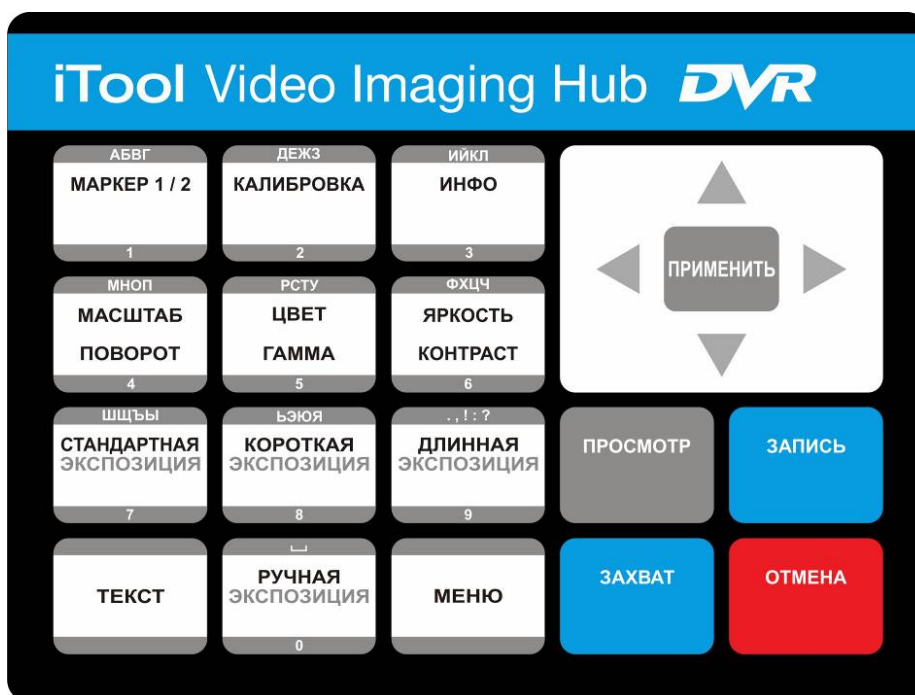 iTool Video Imaging Hub DVR
АБВГ
МАРКЕР 1 / 2
1
ДЕЖЗ
КАЛИБРОВКА
2
ИЙКЛ
ИНФО
3
ПРИМЕНИТЬ
МНОП
МАСШТАБ
ПОВОРОТ
4
РСТУ
ЦВЕТ
ГАММА
5
ФХЦЧ
ЯРКОСТЬ
КОНТРАСТ
6
ШЩЪЫ
СТАНДАРТНАЯ
ЭКСПОЗИЦИЯ
7
ЬЭЮЯ
КОРОТКАЯ
ЭКСПОЗИЦИЯ
8
. , ! : ?
ДЛИННАЯ
ЭКСПОЗИЦИЯ
9
ПРОСМОТР
ЗАПИСЬ
ТЕКСТ
РУЧНАЯ
ЭКСПОЗИЦИЯ
0
МЕНЮ
ЗАХВАТ
ОТМЕНА